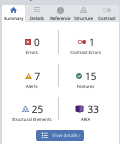 Summary Details Reference Structure Contrast
0 1
Errors Contrast Errors
7 15
Alerts Features
25 33
Structural Elements ARIA
View details ›